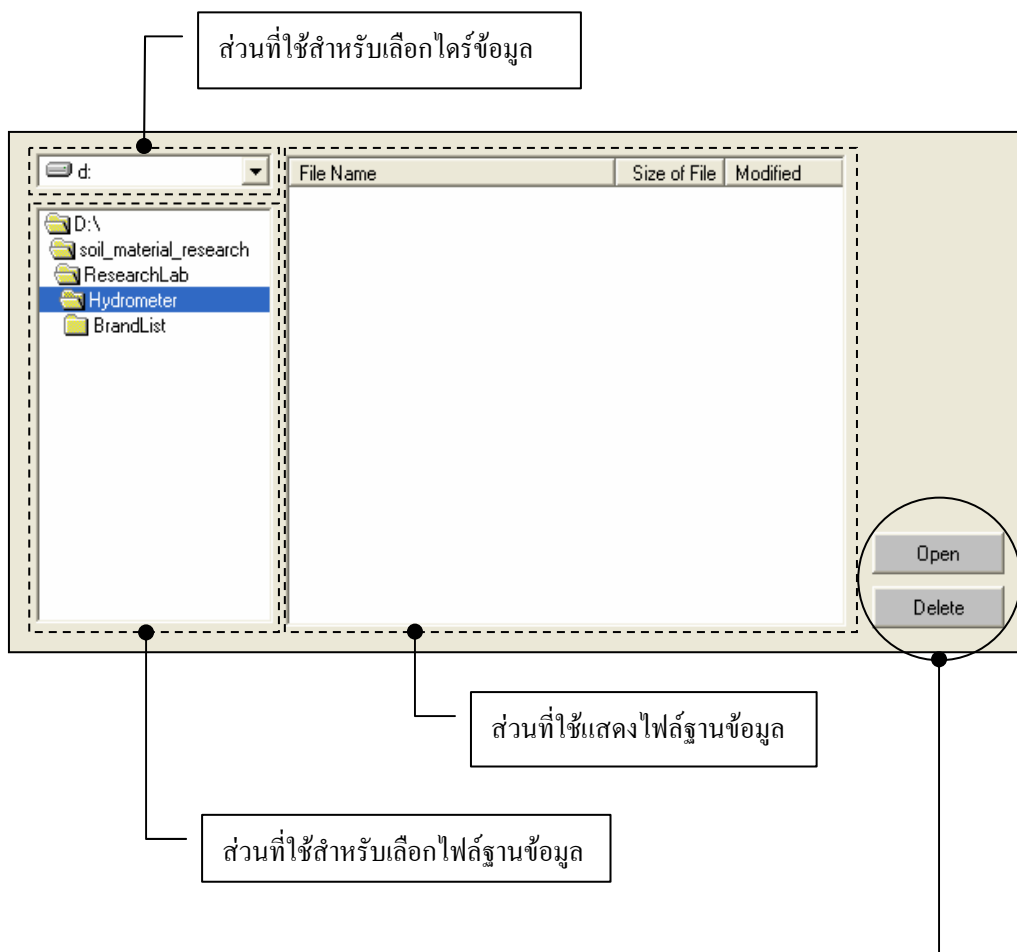 ส่วนที่ใช้สำหรับเลือกไดร์ข้อมูล
d:
File Name Size of File Modified
D:\
soil_material_research
ResearchLab
Hydrometer
BrandList
Open
Delete
ส่วนที่ใช้แสดงไฟล์ฐานข้อมูล
ส่วนที่ใช้สำหรับเลือกไฟล์ฐานข้อมูล